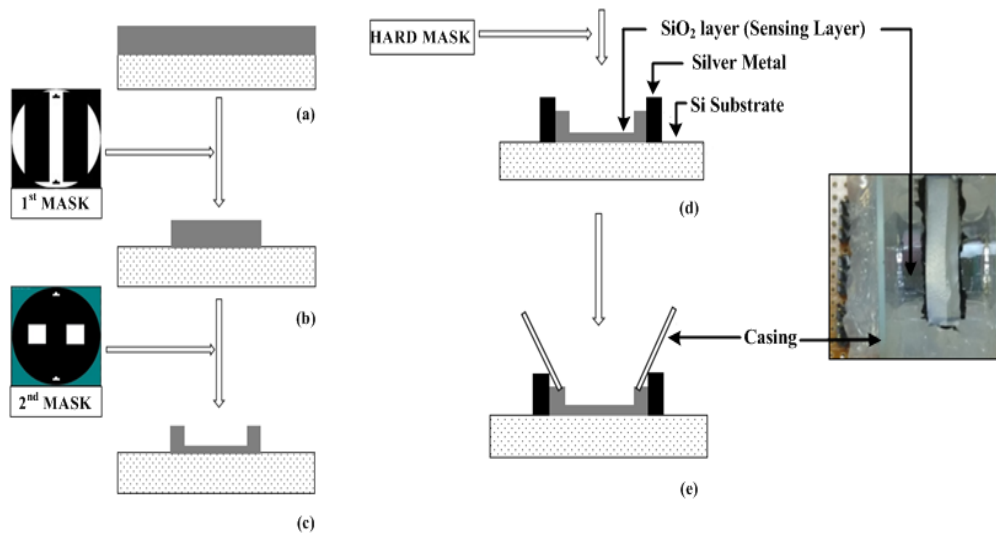 (a)
1st MASK
(b)
2nd MASK
(c)
HARD MASK
SiO₂ layer (Sensing Layer)
Silver Metal
Si Substrate
(d)
Casing
(e)